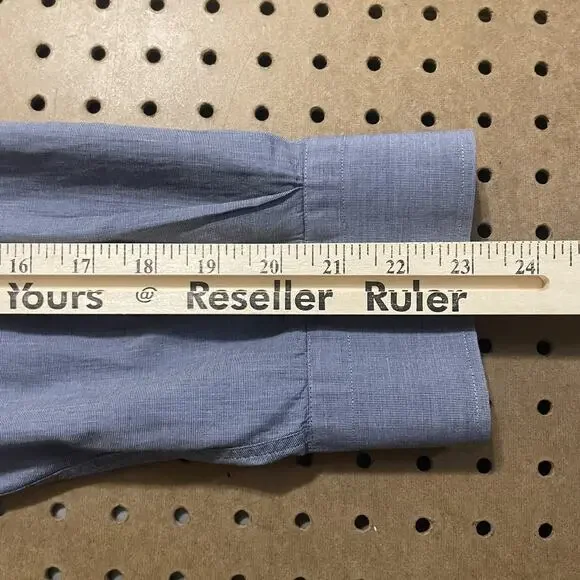 16 17 18 19 20 21 22 23 24
Yours @ Reseller Ruler